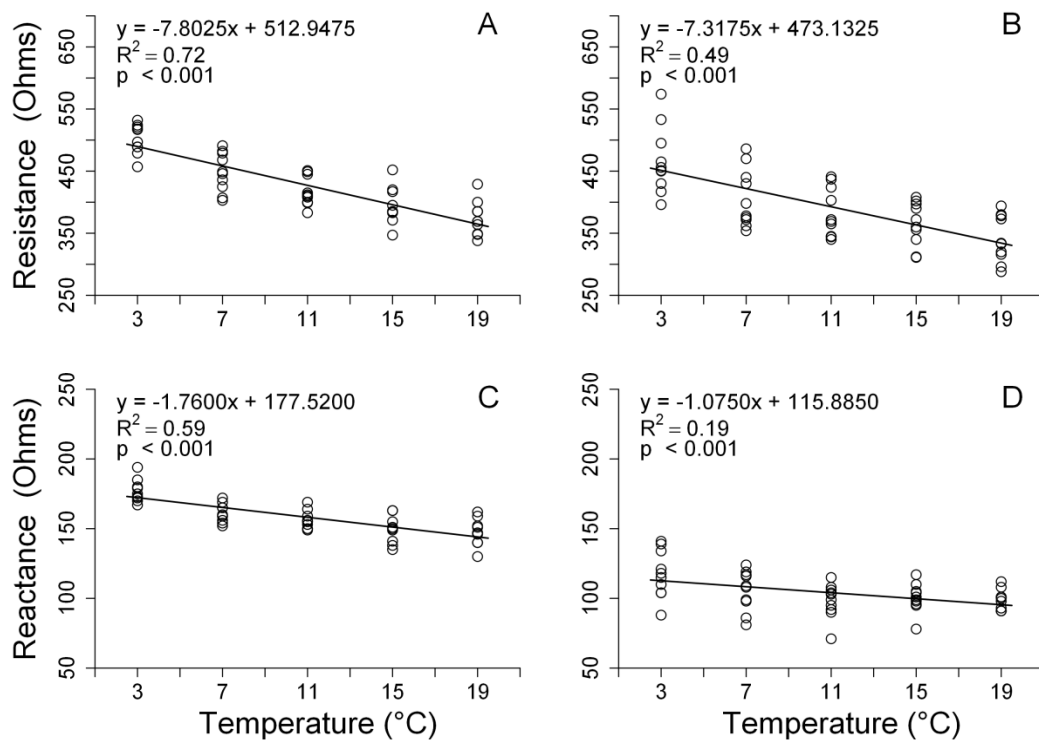 y = -7.8025x + 512.9475
A
R² = 0.72
p < 0.001
Resistance (Ohms)
650
550
450
350
250
3 7 11 15 19
y = -7.3175x + 473.1325
B
R² = 0.49
p < 0.001
650
550
450
350
250
3 7 11 15 19
y = -1.7600x + 177.5200
C
R² = 0.59
p < 0.001
Reactance (Ohms)
250
200
150
100
50
3 7 11 15 19
Temperature (°C)
y = -1.0750x + 115.8850
D
R² = 0.19
p < 0.001
250
200
150
100
50
3 7 11 15 19
Temperature (°C)